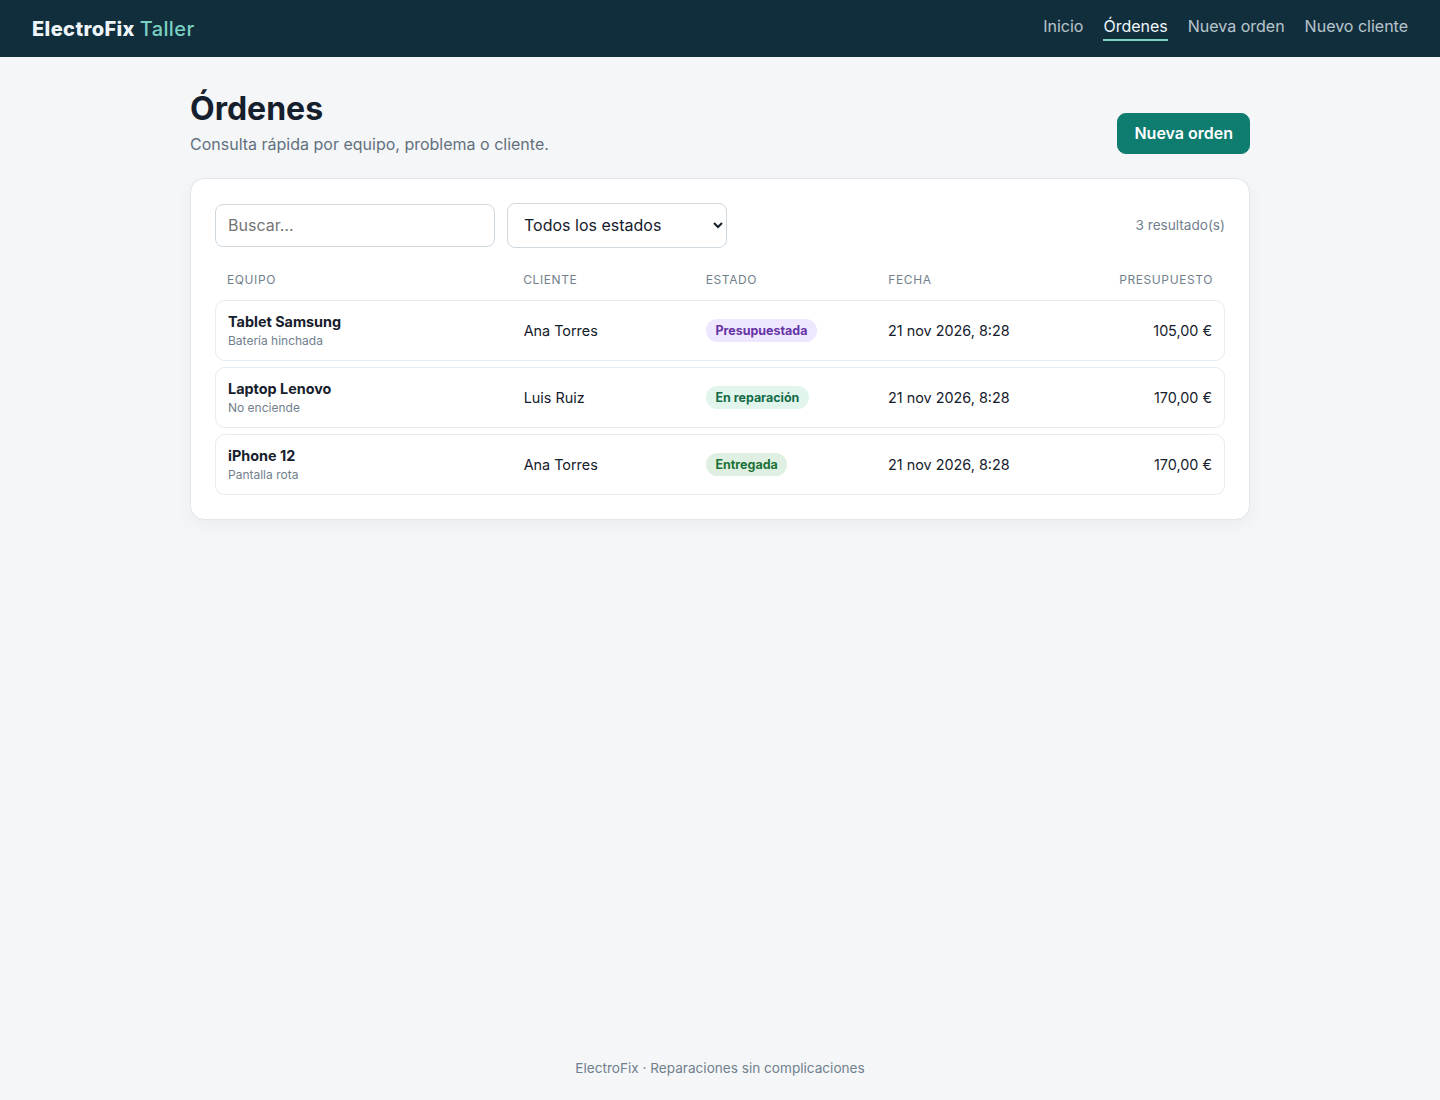 ElectroFix Taller
Inicio Órdenes Nueva orden Nuevo cliente
Órdenes
Consulta rápida por equipo, problema o cliente.
Nueva orden
Buscar...
Todos los estados
3 resultado(s)
EQUIPO CLIENTE ESTADO FECHA PRESUPUESTO
Tablet Samsung
Batería hinchada
Ana Torres Presupuestada 21 nov 2026, 8:28 105,00 €
Laptop Lenovo
No enciende
Luis Ruiz En reparación 21 nov 2026, 8:28 170,00 €
iPhone 12
Pantalla rota
Ana Torres Entregada 21 nov 2026, 8:28 170,00 €
ElectroFix · Reparaciones sin complicaciones